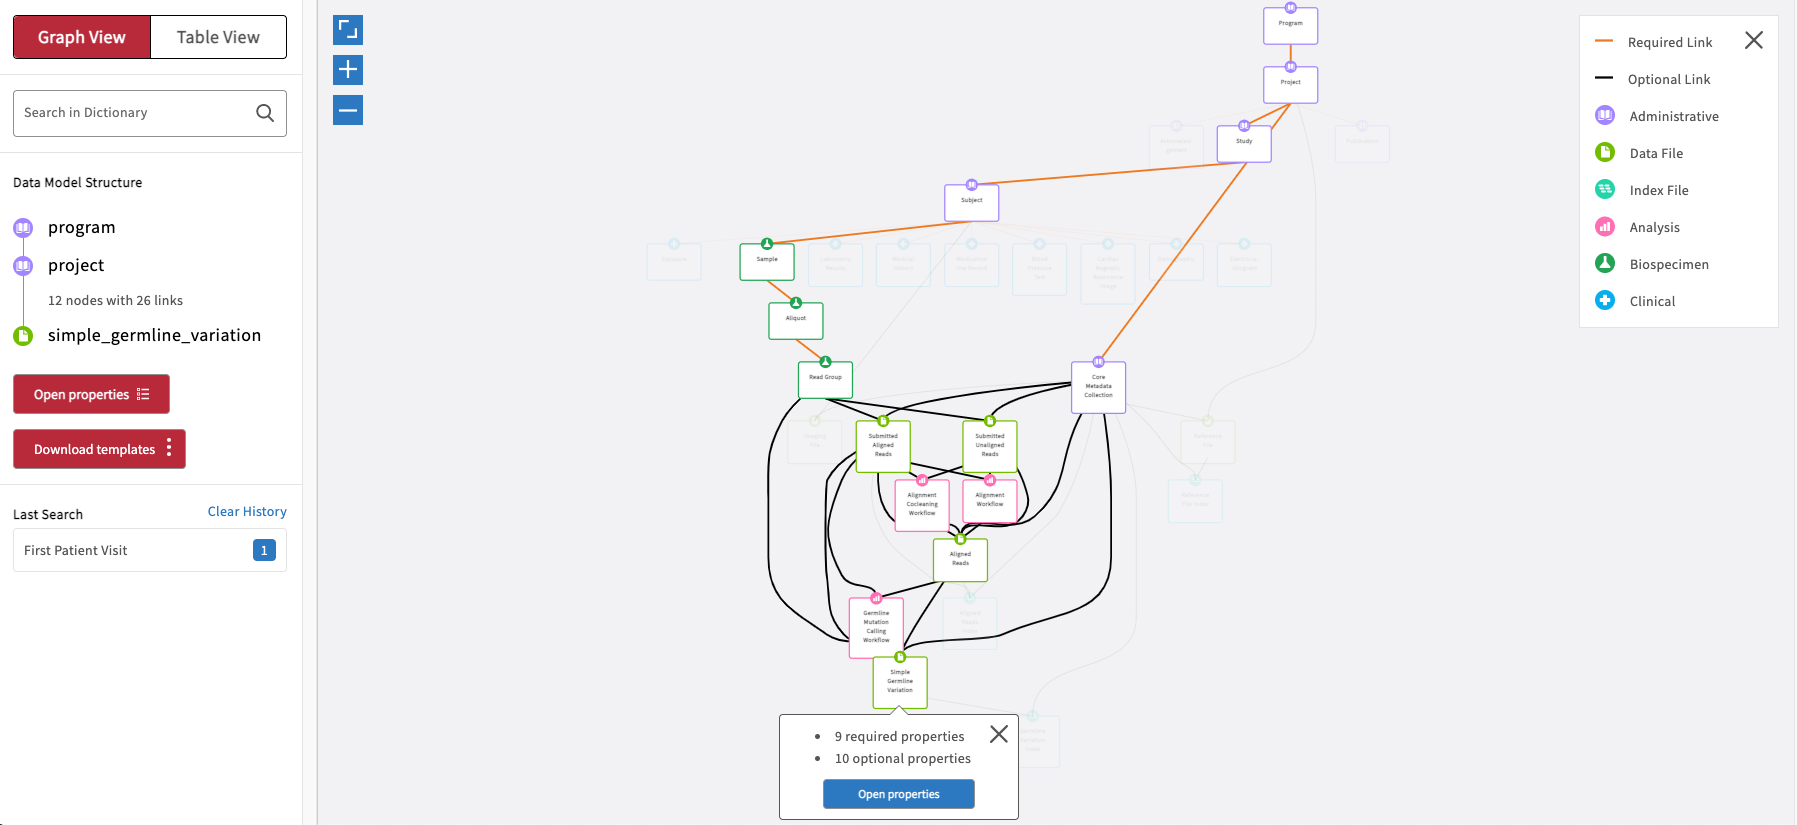 Graph View
Table View
Search in Dictionary
Data Model Structure
program
project
12 nodes with 26 links
simple_germline_variation
Open properties
Download templates
Last Search
Clear History
First Patient Visit
1
Program
Project
Study
Subject
Sample
Aliquot
Read Group
Core
Metadata
Collection
Submitted
Aligned
Reads
Submitted
Unaligned
Reads
Alignment
Cocleaning
Workflow
Alignment
Workflow
Aligned
Reads
Germline
Mutation
Calling
Workflow
Simple
Germline
Variation
9 required properties
10 optional properties
Open properties
Required Link
Optional Link
Administrative
Data File
Index File
Analysis
Biospecimen
Clinical